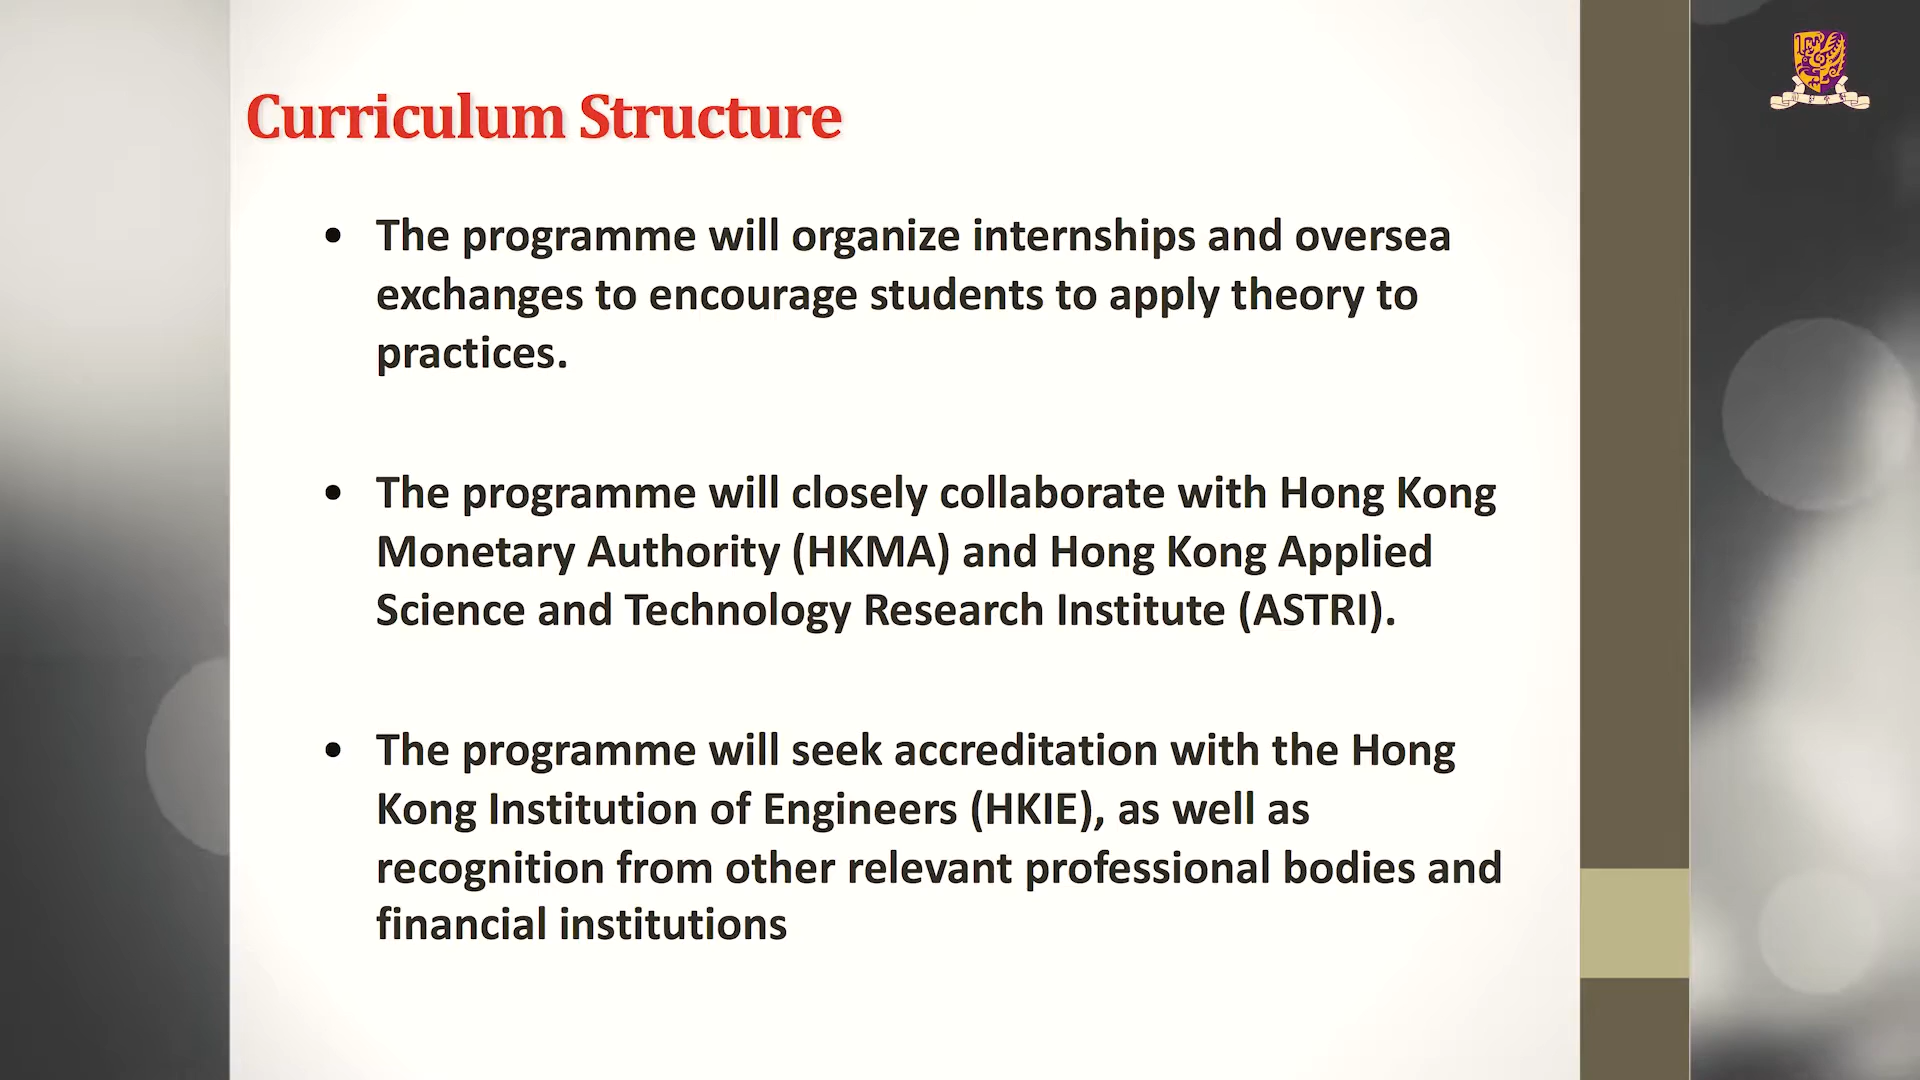 Curriculum Structure
• The programme will organize internships and oversea
exchanges to encourage students to apply theory to
practices.
• The programme will closely collaborate with Hong Kong
Monetary Authority (HKMA) and Hong Kong Applied
Science and Technology Research Institute (ASTRI).
• The programme will seek accreditation with the Hong
Kong Institution of Engineers (HKIE), as well as
recognition from other relevant professional bodies and
financial institutions